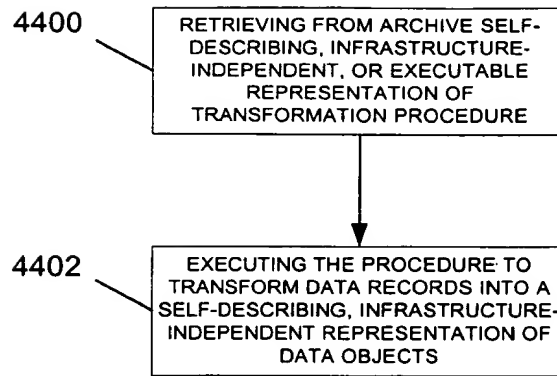 4400
RETRIEVING FROM ARCHIVE SELF-
DESCRIBING, INFRASTRUCTURE-
INDEPENDENT, OR EXECUTABLE
REPRESENTATION OF
TRANSFORMATION PROCEDURE
4402
EXECUTING THE PROCEDURE TO
TRANSFORM DATA RECORDS INTO A
SELF-DESCRIBING, INFRASTRUCTURE-
INDEPENDENT REPRESENTATION OF
DATA OBJECTS